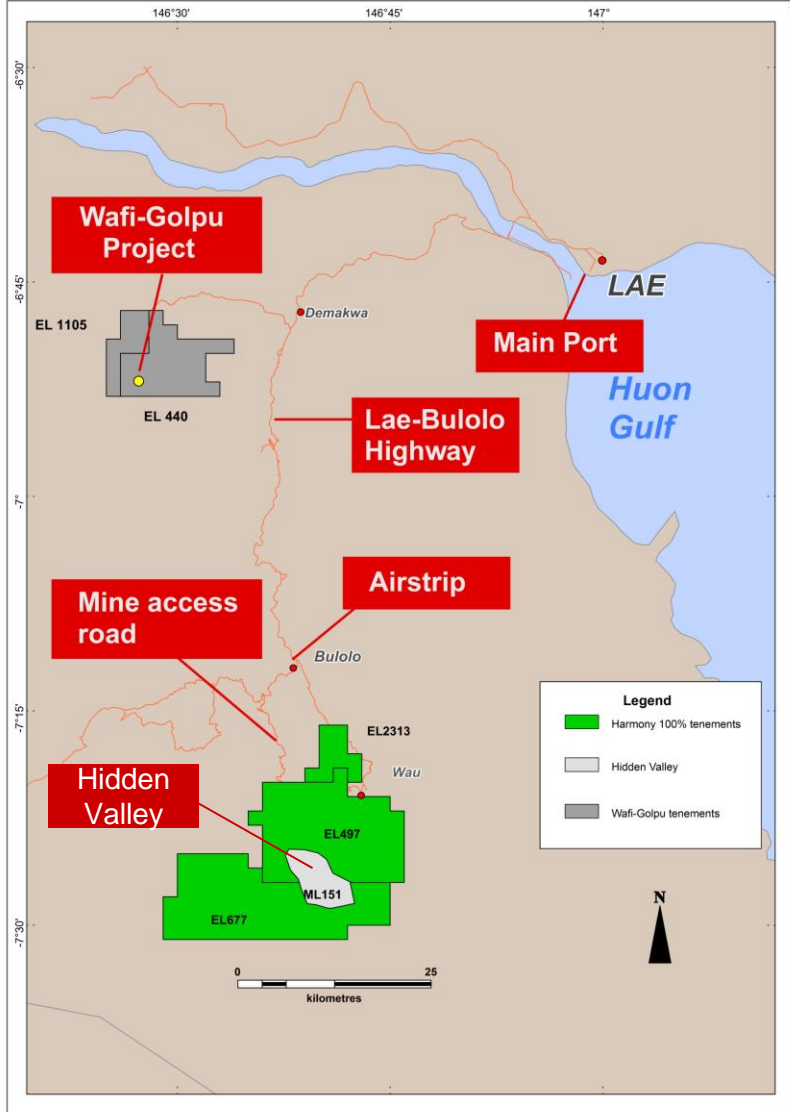 146°30'
146°45'
147°
-6°30'
Wafi-Golpu
Project
-6°45'
LAE
EL 1105
Demakwa
Main Port
Huon
Gulf
EL 440
Lae-Bulolo
Highway
-7°
Airstrip
Mine access
road
Bulolo
-7°15'
Legend
Harmony 100% tenements
Hidden Valley
Wafi-Golpu tenements
EL2313
Wau
Hidden
Valley
EL497
ML151
EL677
-7°30'
N
0
25
kilometres